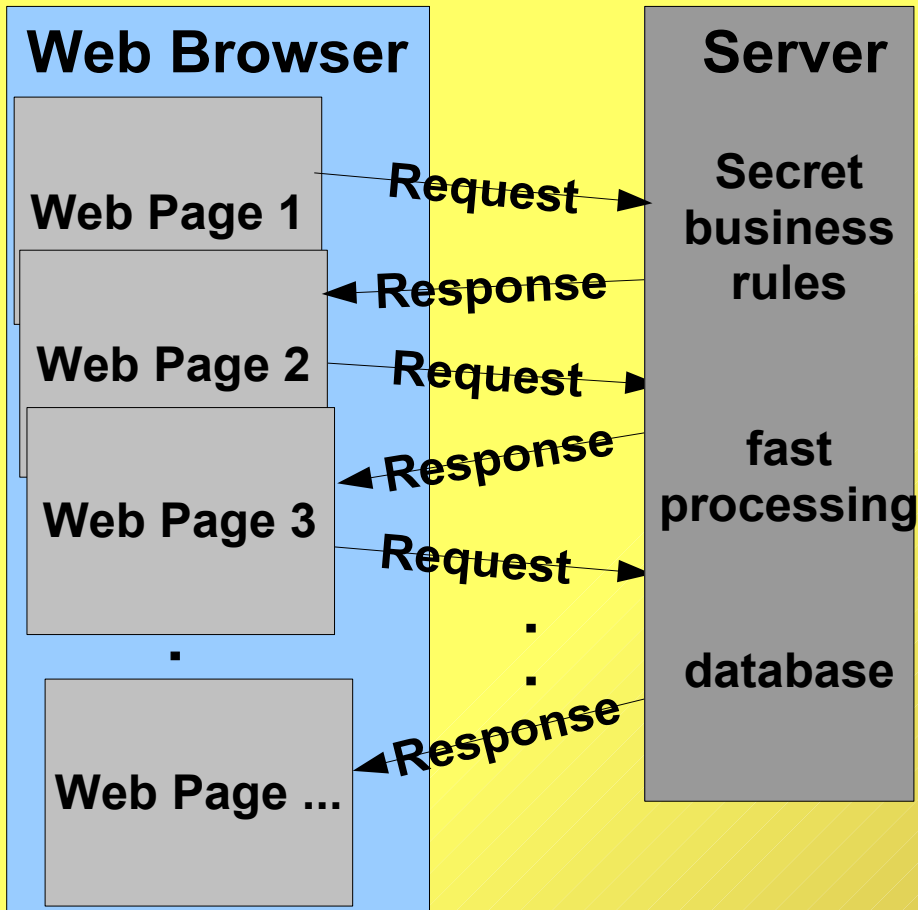 Web Browser
Server
Web Page 1
Request
Secret
business
rules
Response
Web Page 2
Request
Response
fast
processing
Web Page 3
Request
.
.
.
database
Response
Web Page ...